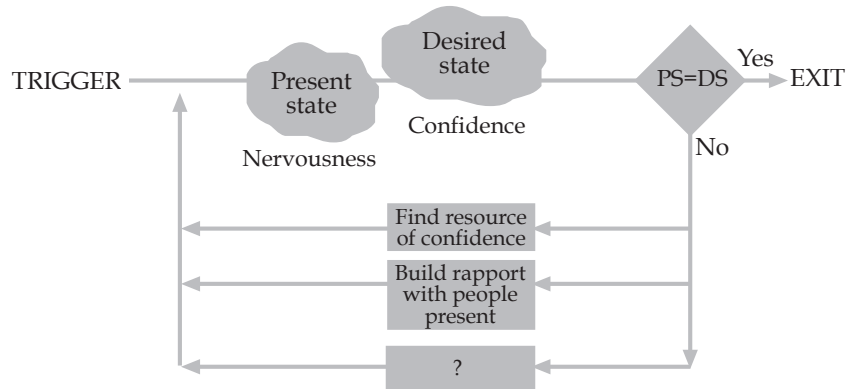 TRIGGER
Present
state
Nervousness
Desired
state
Confidence
PS=DS
Yes
EXIT
No
Find resource
of confidence
Build rapport
with people
present
?